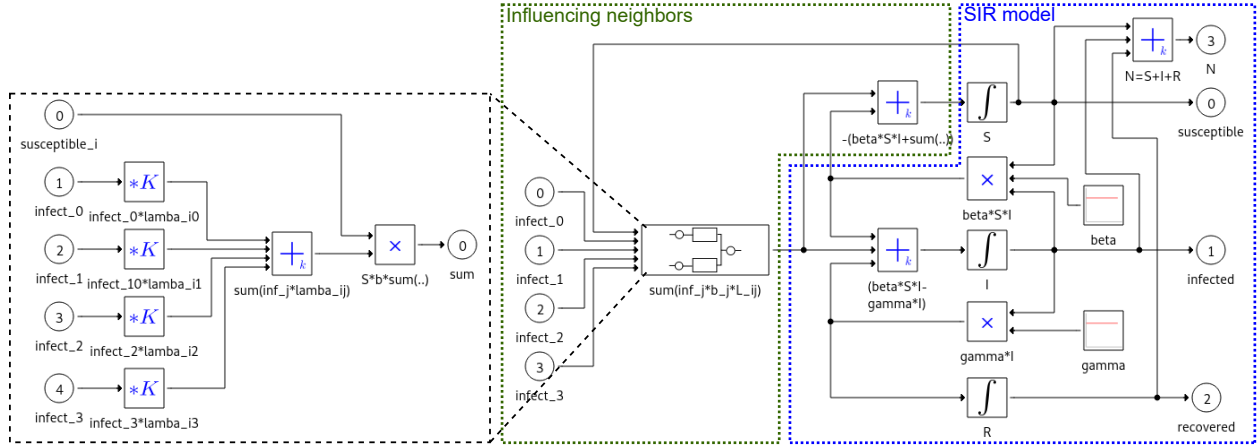 Influencing neighbors
SIR model
0
susceptible_i
1
infect_0
∗K
infect_0*lamba_i0
2
infect_1
∗K
infect_10*lamba_i1
3
infect_2
∗K
infect_2*lamba_i2
4
infect_3
∗K
infect_3*lamba_i3
+k
sum(inf_j*lamba_ij)
×
S*b*sum(..)
0
sum
0
infect_0
1
infect_1
2
infect_2
3
infect_3
sum(inf_j*b_j*L_ij)
+k
-(beta*S*I+sum(..))
∫
S
+k
N=S+I+R
3
N
0
susceptible
×
beta*S*I
beta
+k
(beta*S*I-
gamma*I)
∫
I
1
infected
×
gamma*I
gamma
∫
R
2
recovered